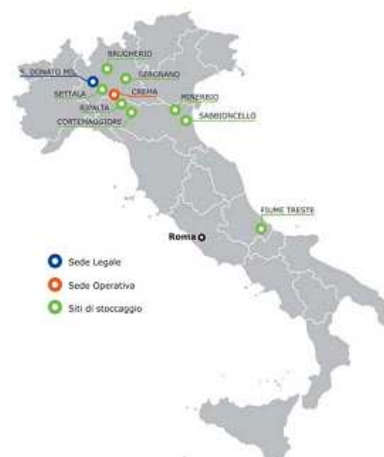 BRUGHERIO
S. DONATO MI.
SERGNANO
SETTALA
CREMA
RIPALTA
MINERBIO
CORTEMAGGIORE
SABBIONCELLO
FIUME TRESTE
Roma
Sede Legale
Sede Operativa
Siti di stoccaggio